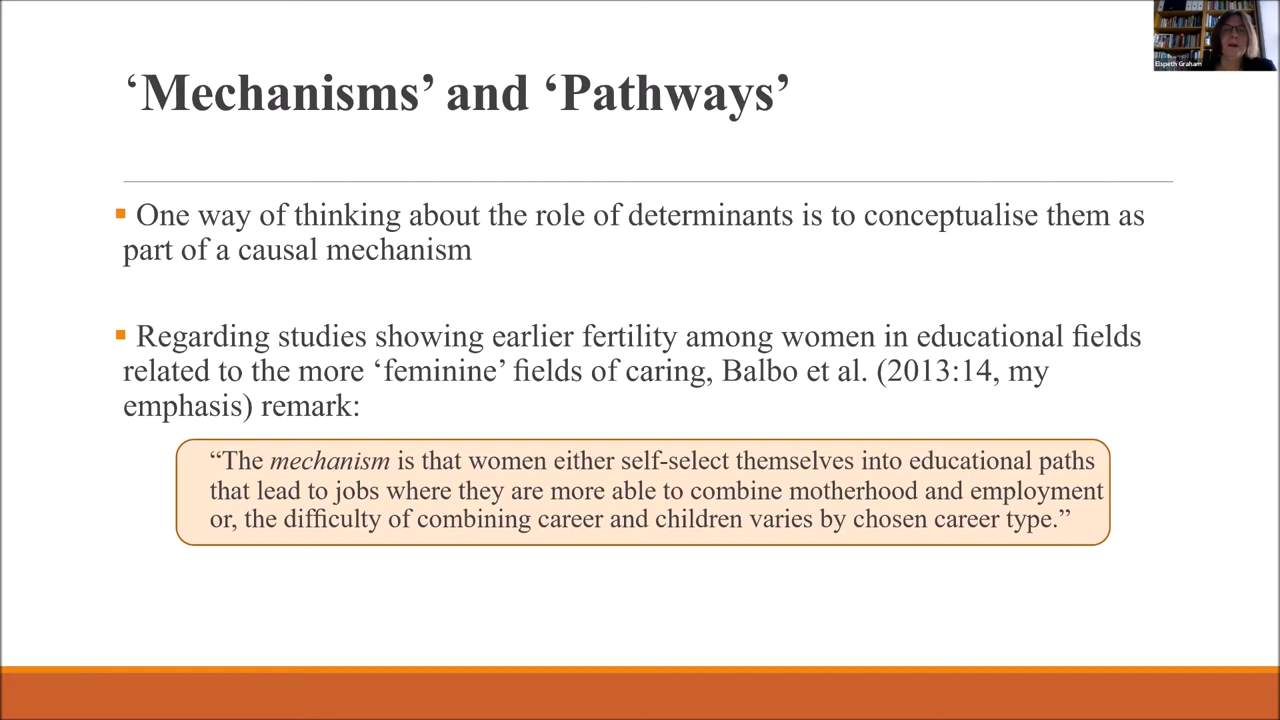 ‘Mechanisms’ and ‘Pathways’
Elspeth Graham
One way of thinking about the role of determinants is to conceptualise them as
part of a causal mechanism
Regarding studies showing earlier fertility among women in educational fields
related to the more ‘feminine’ fields of caring, Balbo et al. (2013:14, my
emphasis) remark:
“The mechanism is that women either self-select themselves into educational paths
that lead to jobs where they are more able to combine motherhood and employment
or, the difficulty of combining career and children varies by chosen career type.”